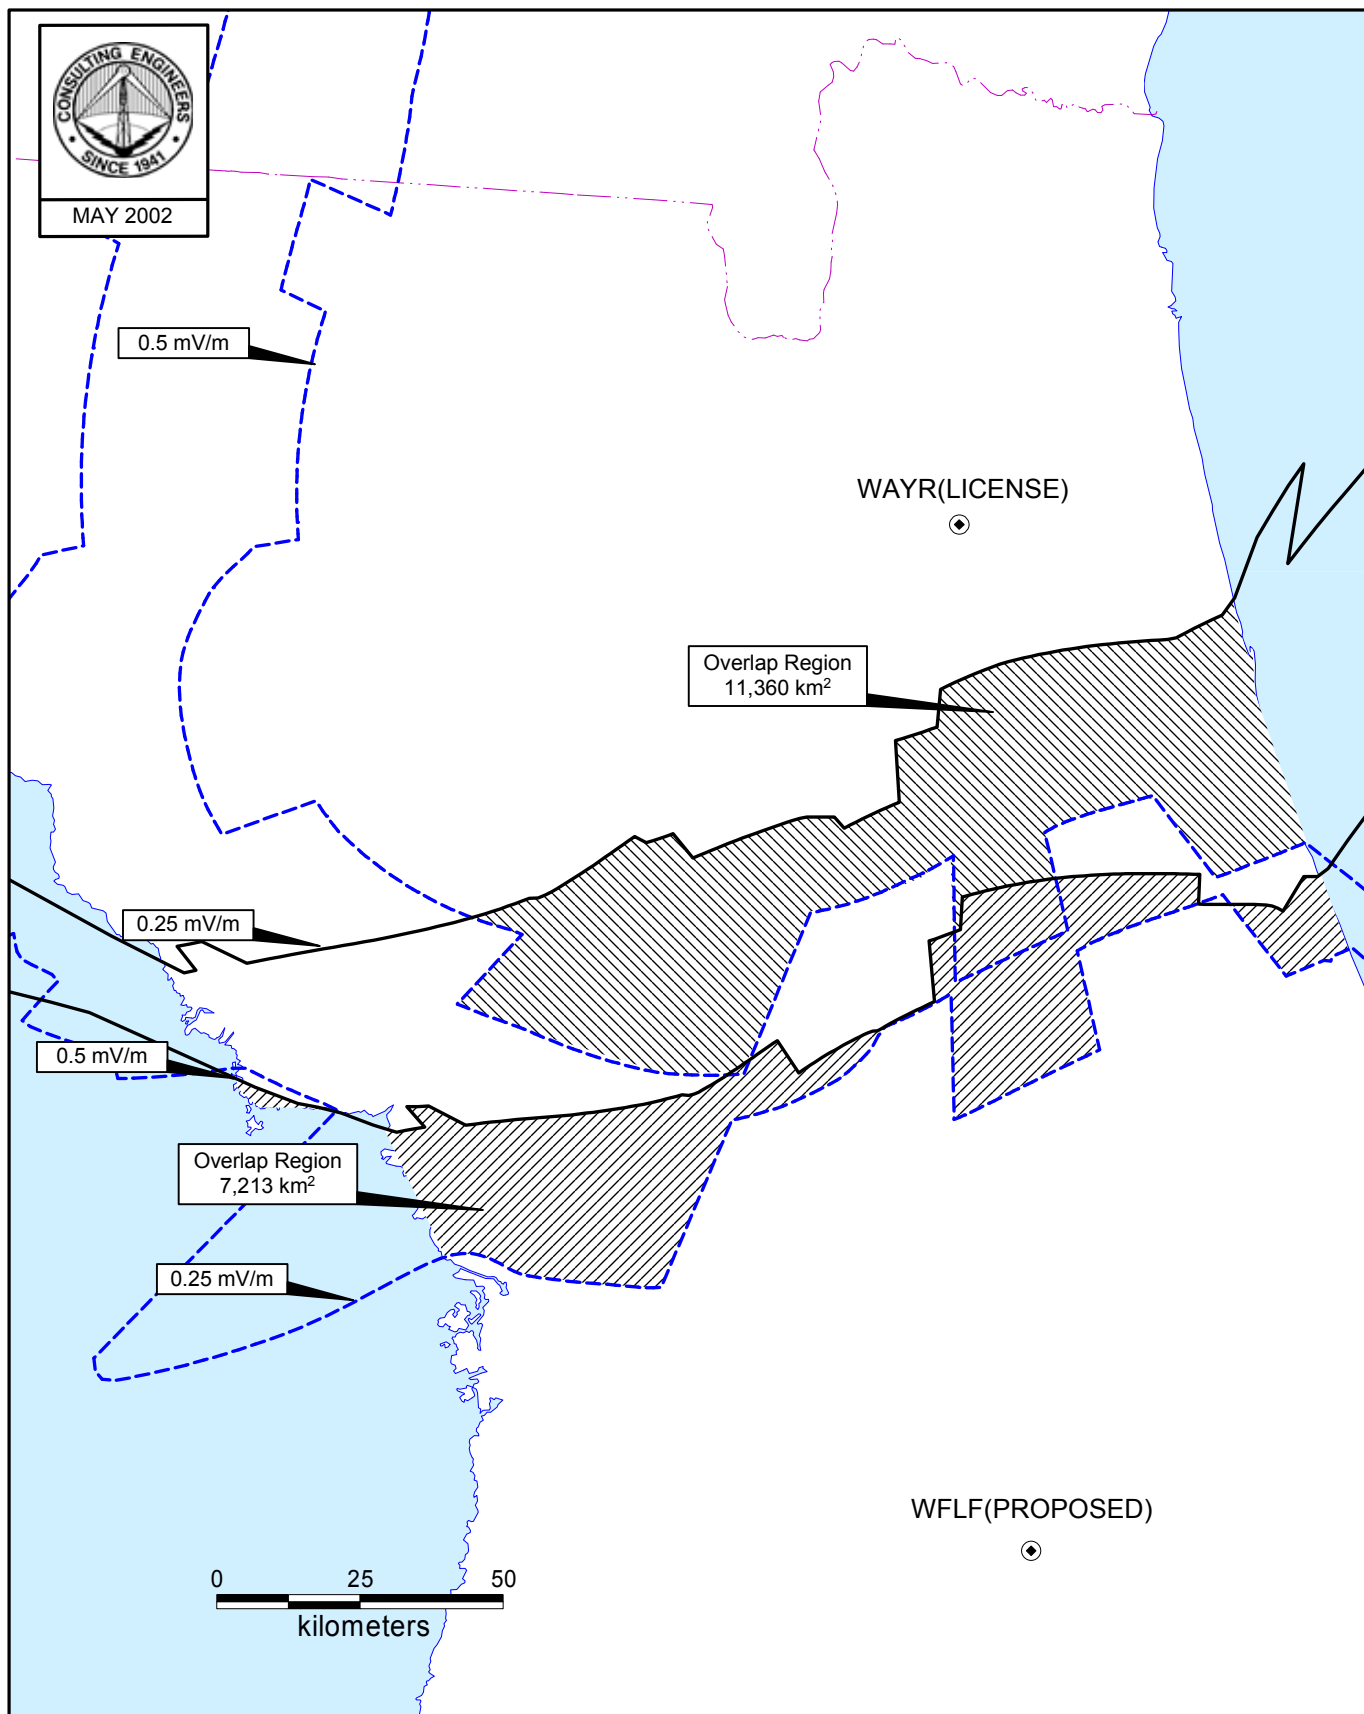 CONSULTING ENGINEERS
• SINCE 1941 •
MAY 2002
0.5 mV/m
WAYR(LICENSE)
Overlap Region
11,360 km²
0.25 mV/m
0.5 mV/m
Overlap Region
7,213 km²
0.25 mV/m
WFLF(PROPOSED)
0 25 50
kilometers